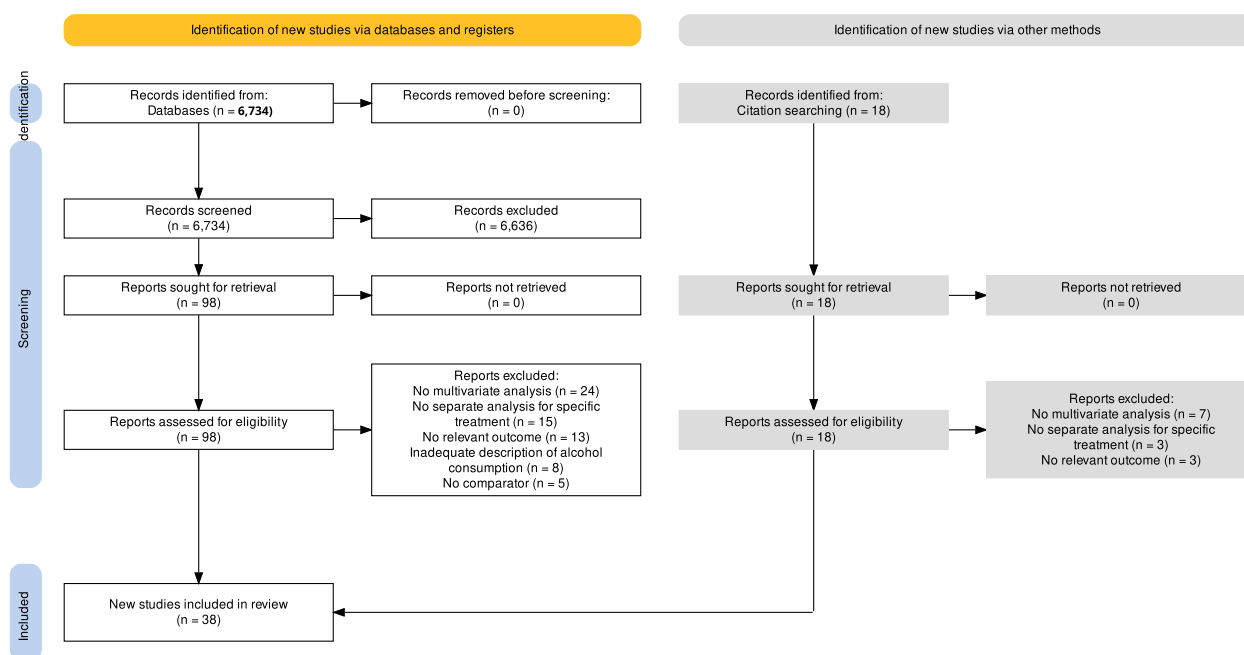 Identification of new studies via databases and registers
Identification of new studies via other methods
Identification
Records identified from:
Databases (n = 6,734)
Records removed before screening:
(n = 0)
Records identified from:
Citation searching (n = 18)
Screening
Records screened
(n = 6,734)
Records excluded
(n = 6,636)
Reports sought for retrieval
(n = 98)
Reports not retrieved
(n = 0)
Reports sought for retrieval
(n = 18)
Reports not retrieved
(n = 0)
Reports assessed for eligibility
(n = 98)
Reports excluded:
No multivariate analysis (n = 24)
No separate analysis for specific
treatment (n = 15)
No relevant outcome (n = 13)
Inadequate description of alcohol
consumption (n = 8)
No comparator (n = 5)
Reports assessed for eligibility
(n = 18)
Reports excluded:
No multivariate analysis (n = 7)
No separate analysis for specific
treatment (n = 3)
No relevant outcome (n = 3)
Included
New studies included in review
(n = 38)